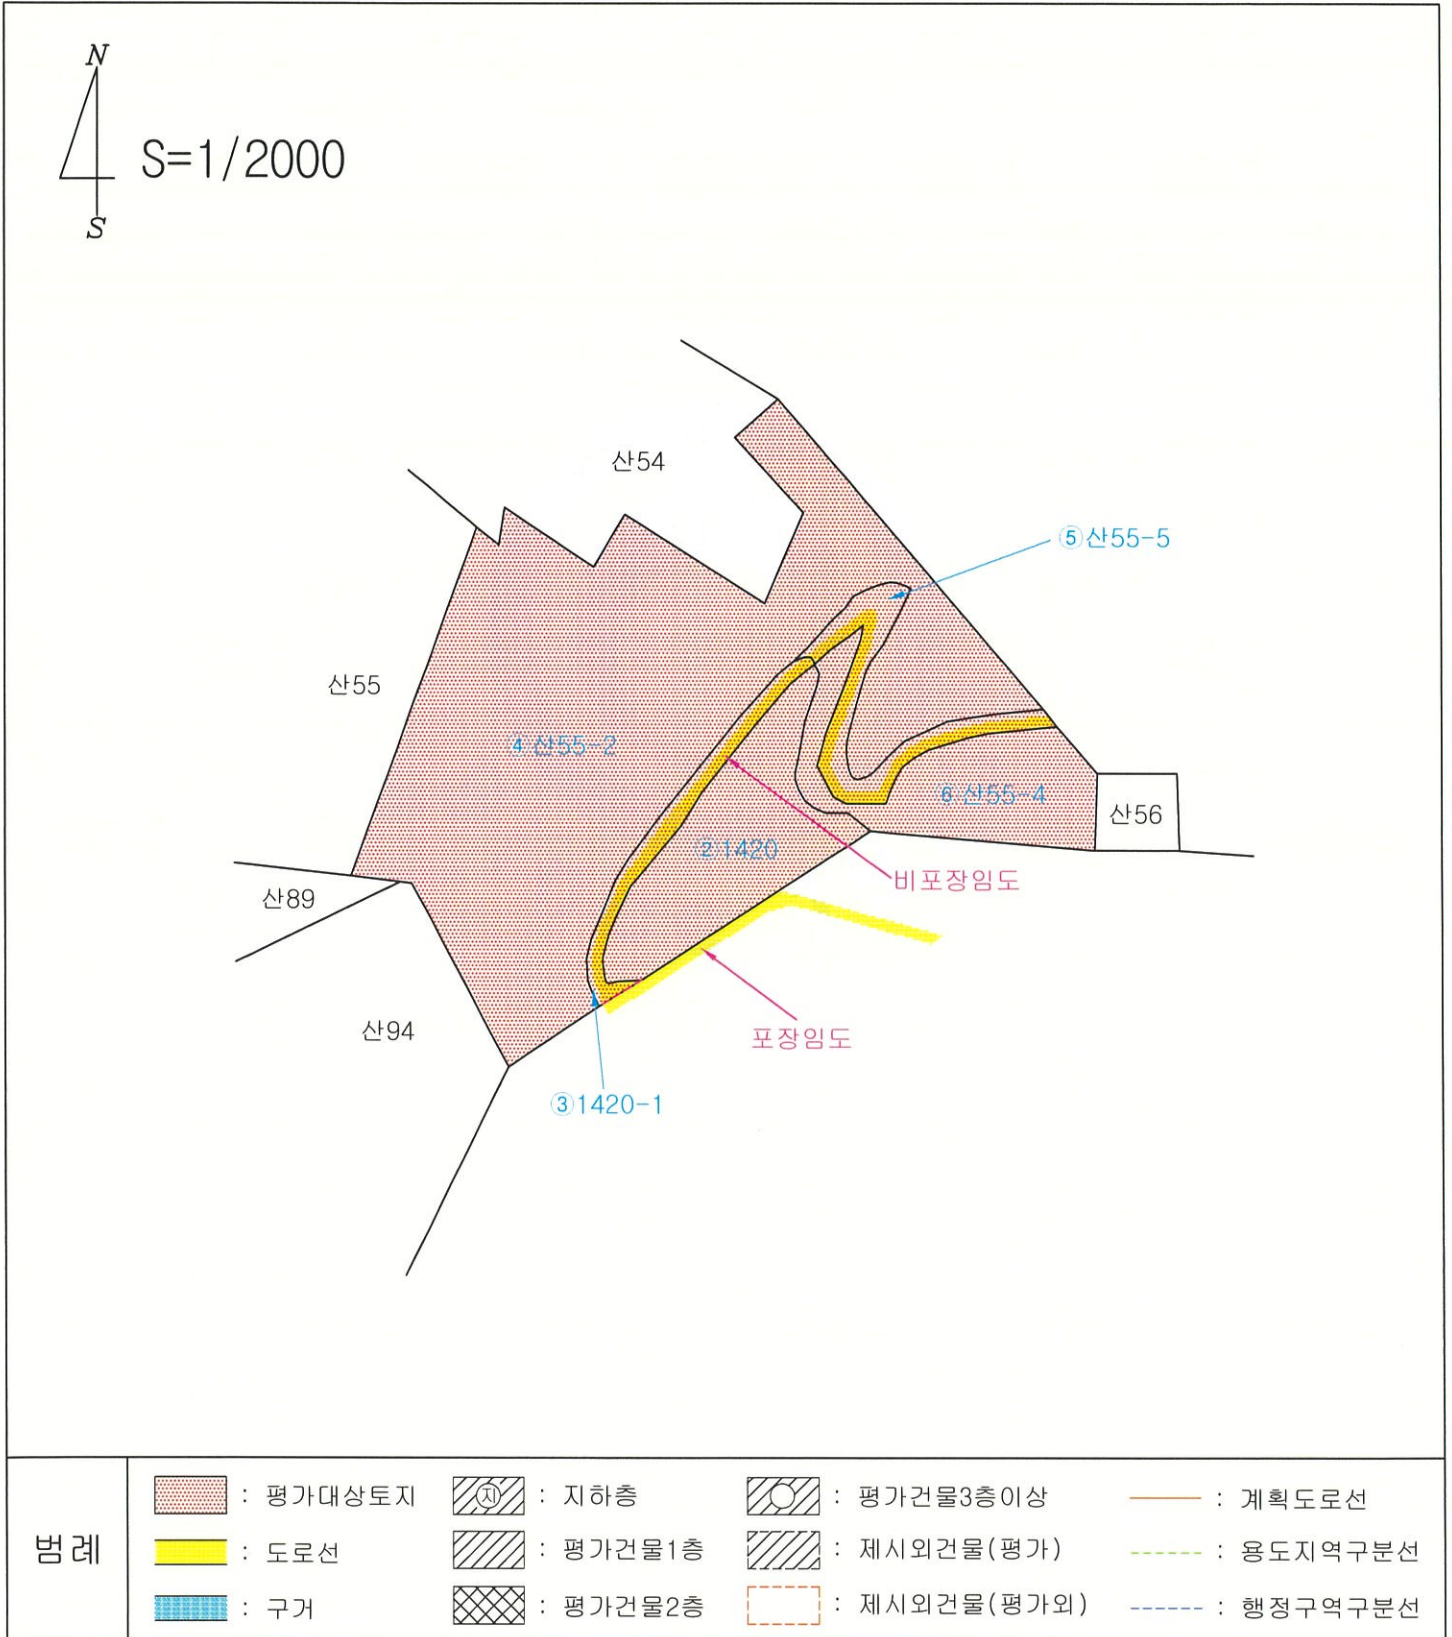 N
S=1/2000
S
산54
⑤산55-5
산55
④산55-2
⑥산55-4
산56
②1420
비포장임도
산89
산94
포장임도
③1420-1
범례
: 평가대상토지
지 : 지하층
: 평가건물3층이상
: 계획도로선
: 도로선
: 평가건물1층
: 제시외건물(평가)
: 용도지역구분선
: 구거
: 평가건물2층
: 제시외건물(평가외)
: 행정구역구분선